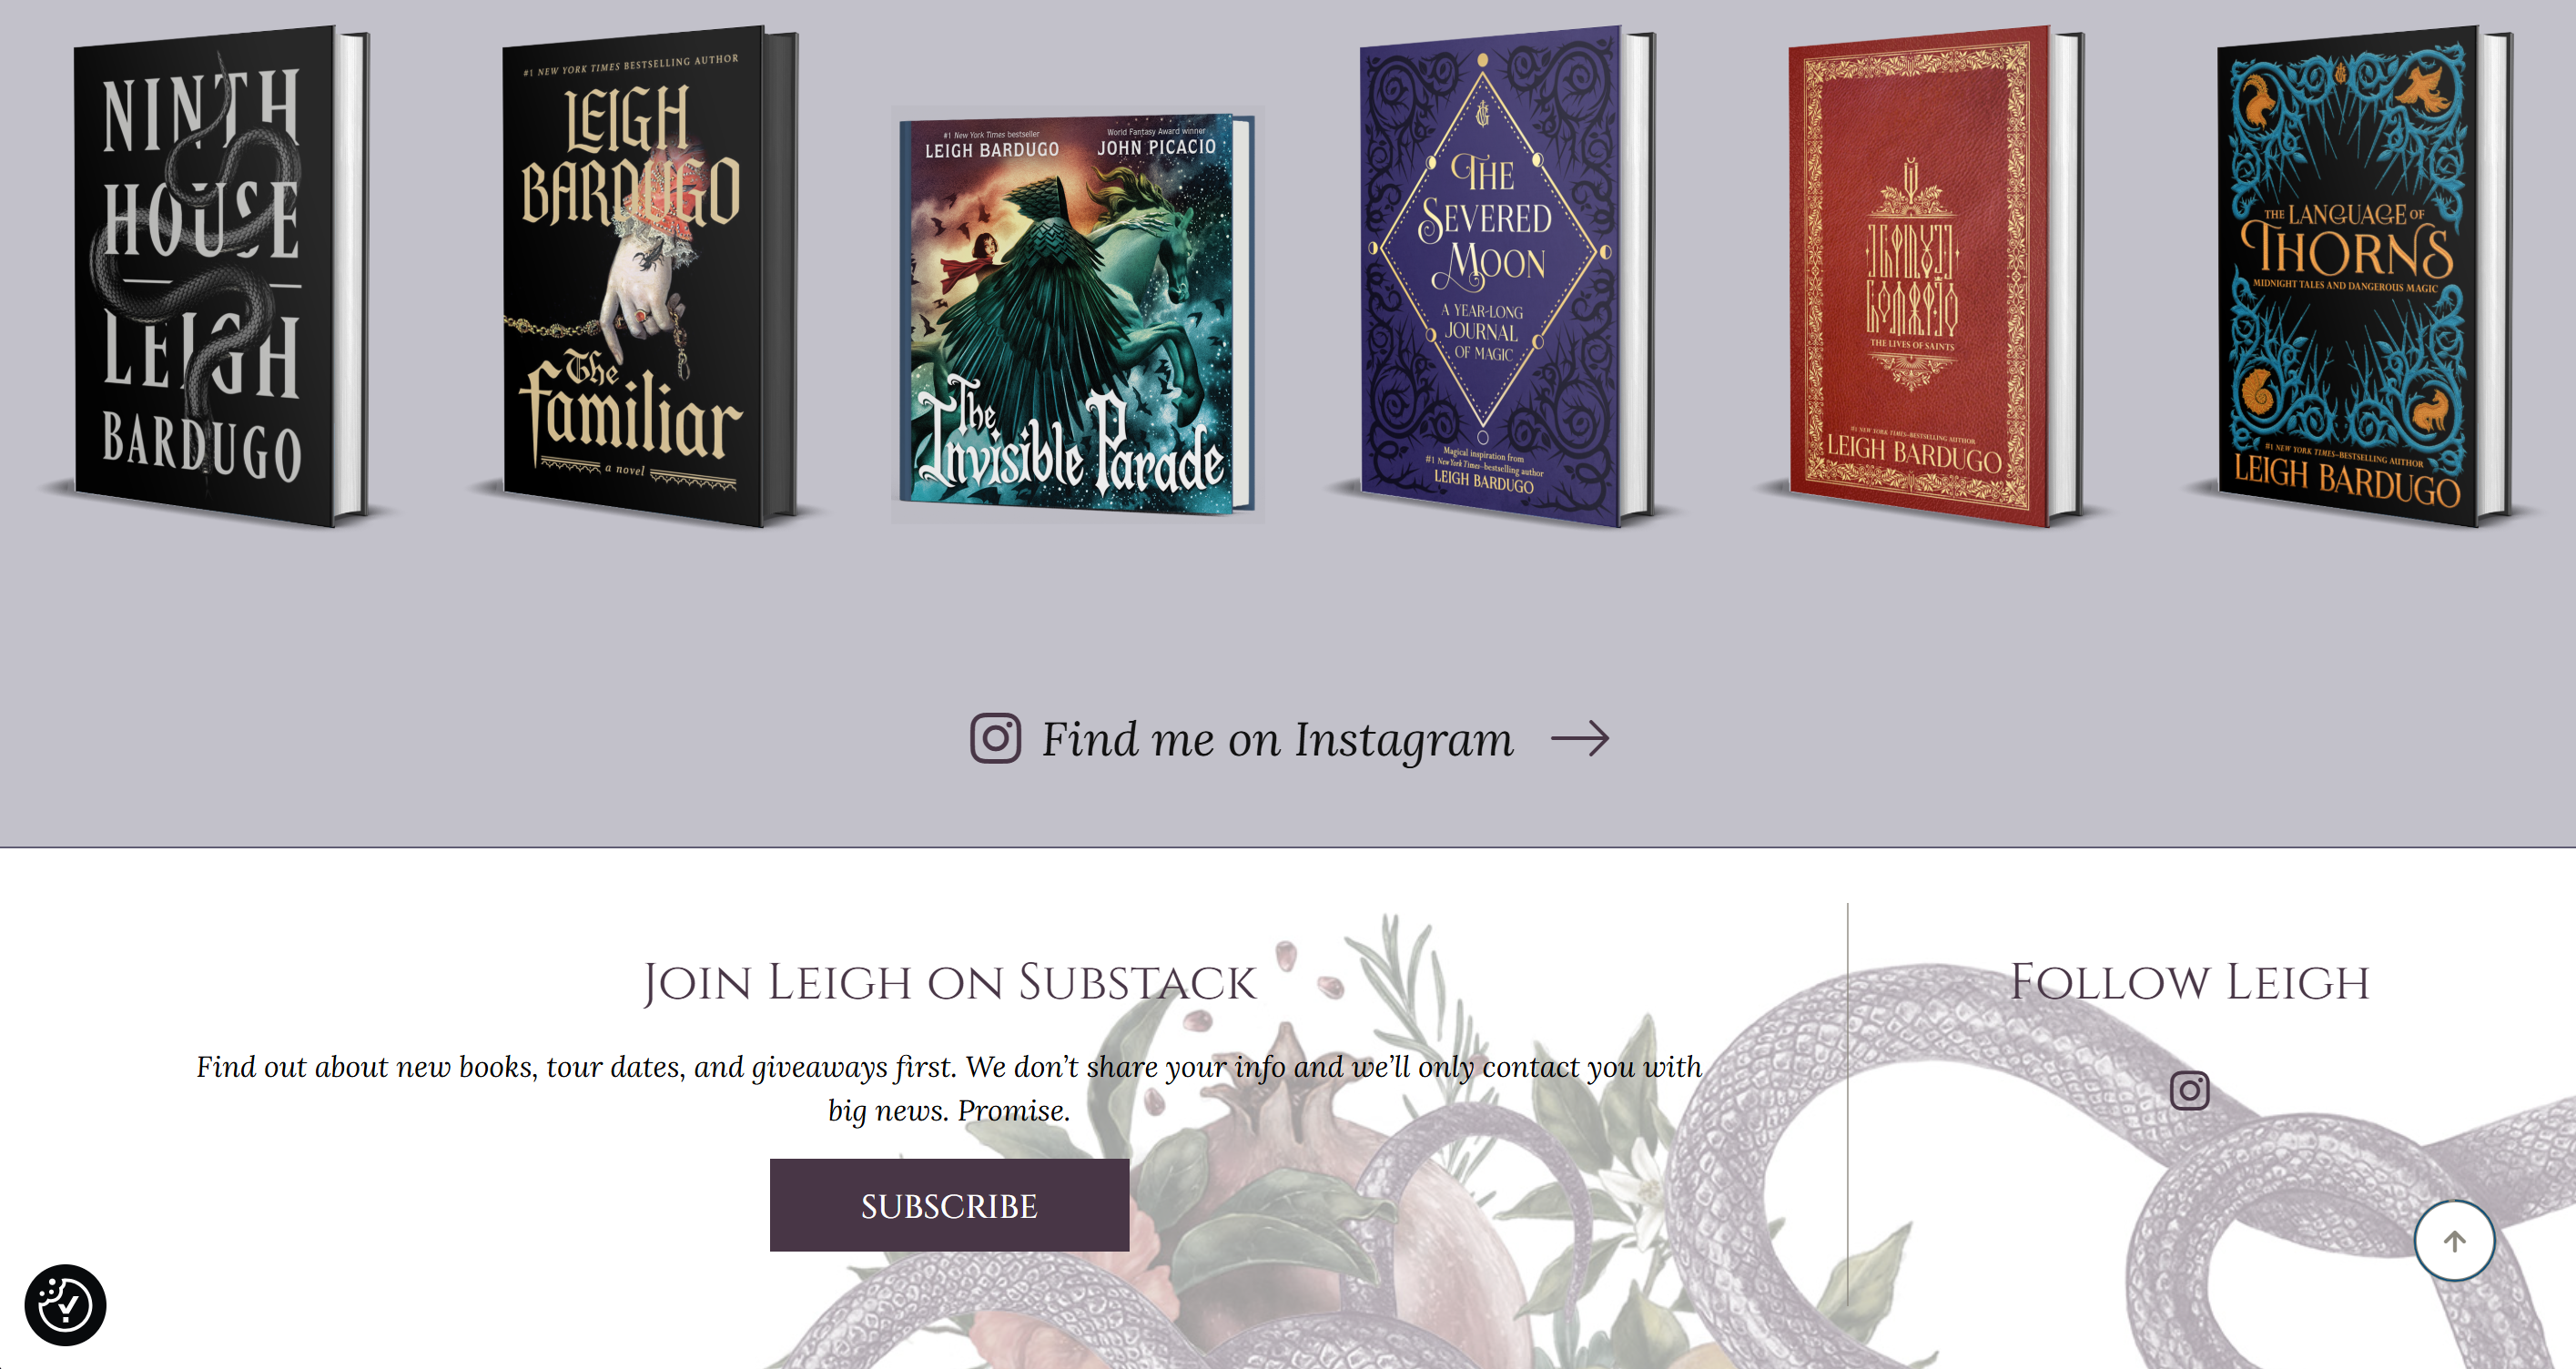 NINTH
HOUSE
LEIGH
BARDUGO
#1 NEW YORK TIMES BESTSELLING AUTHOR
LEIGH
BARDUGO
The
familiar
a novel
#1 New York Times bestseller
LEIGH BARDUGO
World Fantasy Award winner
JOHN PICACIO
The
Invisible Parade
THE
SEVERED
MOON
A YEAR-LONG
JOURNAL
OF MAGIC
Magical inspiration from
#1 New York Times–bestselling author
LEIGH BARDUGO
THE LIVES OF SAINTS
#1 NEW YORK TIMES–BESTSELLING AUTHOR
LEIGH BARDUGO
THE LANGUAGE OF
THORNS
MIDNIGHT TALES AND DANGEROUS MAGIC
#1 NEW YORK TIMES–BESTSELLING AUTHOR
LEIGH BARDUGO
Find me on Instagram
JOIN LEIGH ON SUBSTACK
Find out about new books, tour dates, and giveaways first. We don’t share your info and we’ll only contact you with
big news. Promise.
SUBSCRIBE
FOLLOW LEIGH